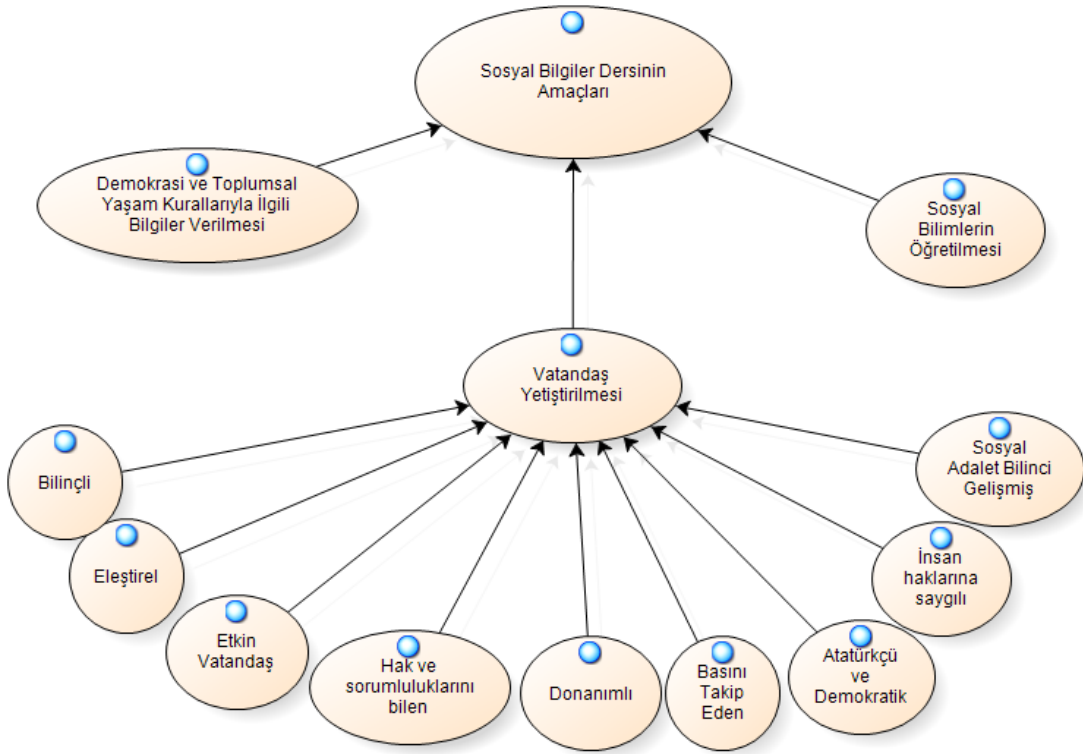 Sosyal Bilgiler Dersinin
Amaçları
Demokrasi ve Toplumsal
Yaşam Kurallarıyla İlgili
Bilgiler Verilmesi
Sosyal
Bilimlerin
Öğretilmesi
Vatandaş
Yetiştirilmesi
Bilinçli
Eleştirel
Etkin
Vatandaş
Hak ve
sorumluluklarını
bilen
Donanımlı
Basını
Takip
Eden
Atatürkçü
ve
Demokratik
İnsan
haklarına
saygılı
Sosyal
Adalet Bilinci
Gelişmiş